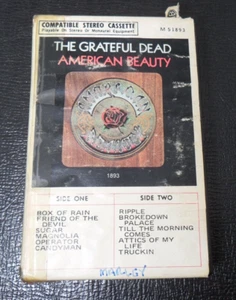 COMPATIBLE STEREO CASSETTE
Playable On Stereo Or Monaural Equipment
M 51893
THE GRATEFUL DEAD
AMERICAN BEAUTY
AMERICAN
BEAUTY
1893
SIDE ONE
BOX OF RAIN
FRIEND OF THE
DEVIL
SUGAR
MAGNOLIA
OPERATOR
CANDYMAN
SIDE TWO
RIPPLE
BROKEDOWN
PALACE
TILL THE MORNING
COMES
ATTICS OF MY
LIFE
TRUCKIN